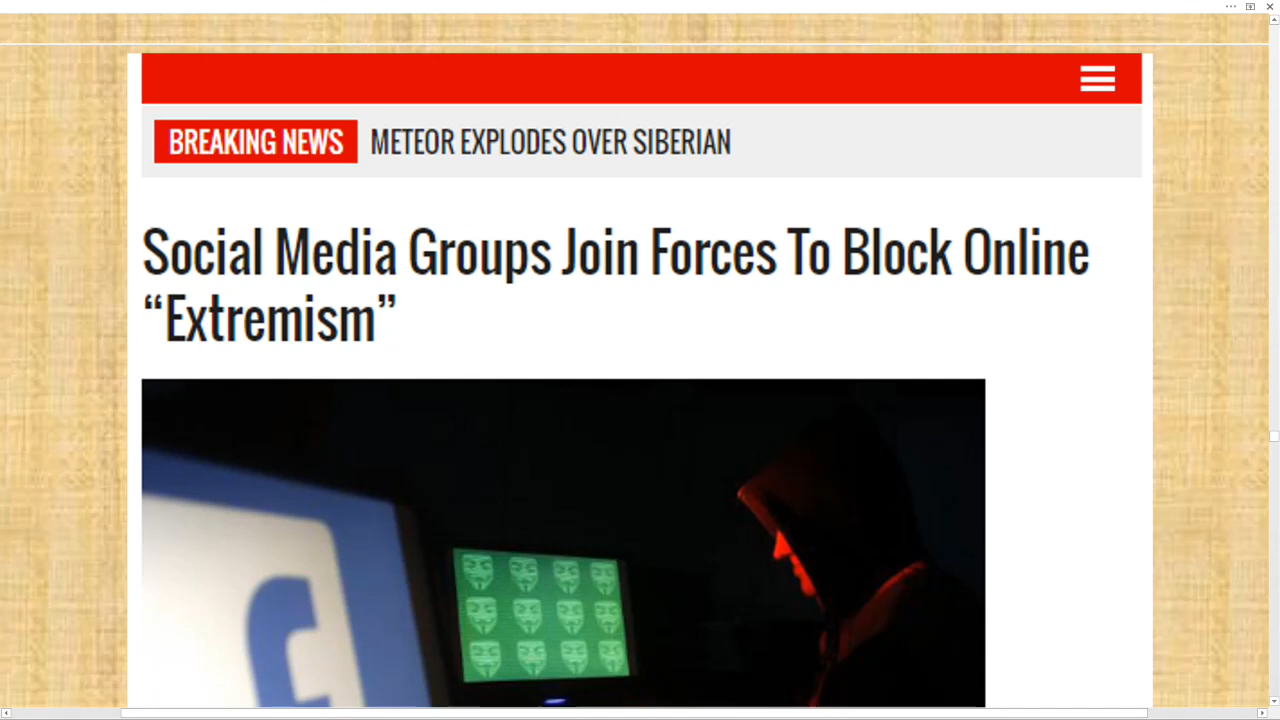 BREAKING NEWS METEOR EXPLODES OVER SIBERIAN
Social Media Groups Join Forces To Block Online
“Extremism”
f